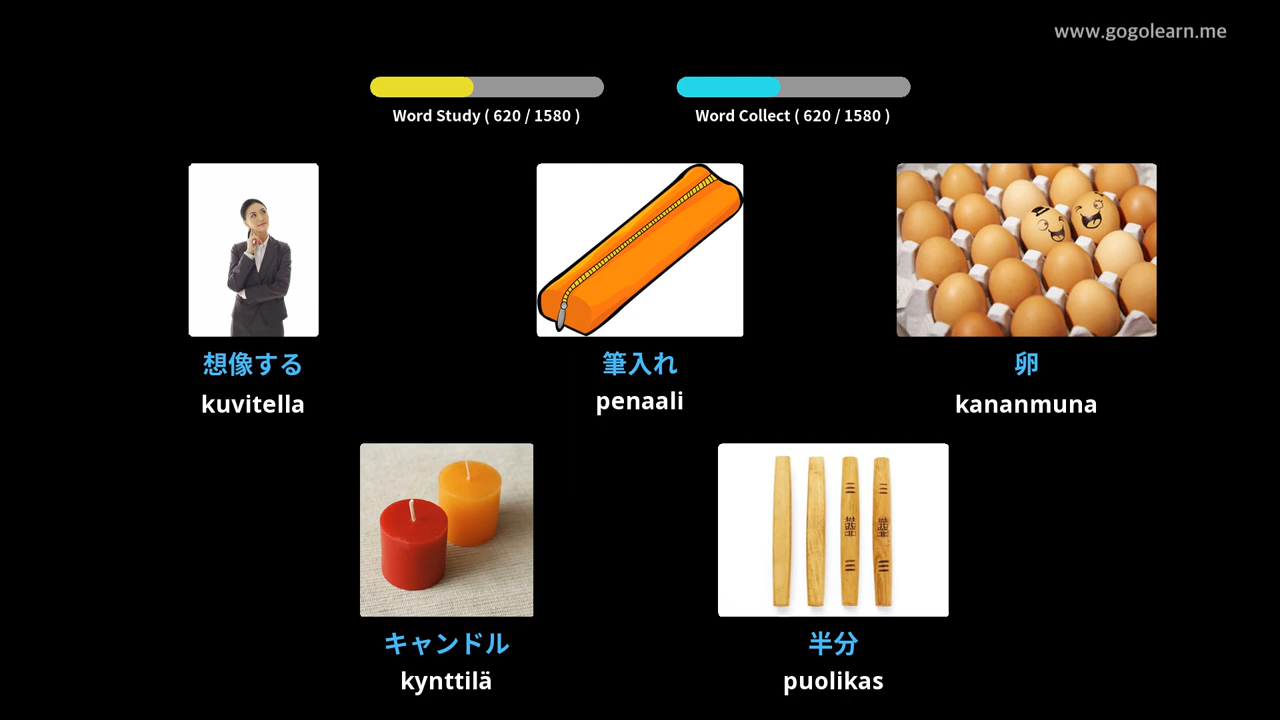 www.gogolearn.me
Word Study ( 620 / 1580 )
Word Collect ( 620 / 1580 )
想像する
kuvitella
筆入れ
penaali
卵
kananmuna
キャンドル
kynttilä
半分
puolikas